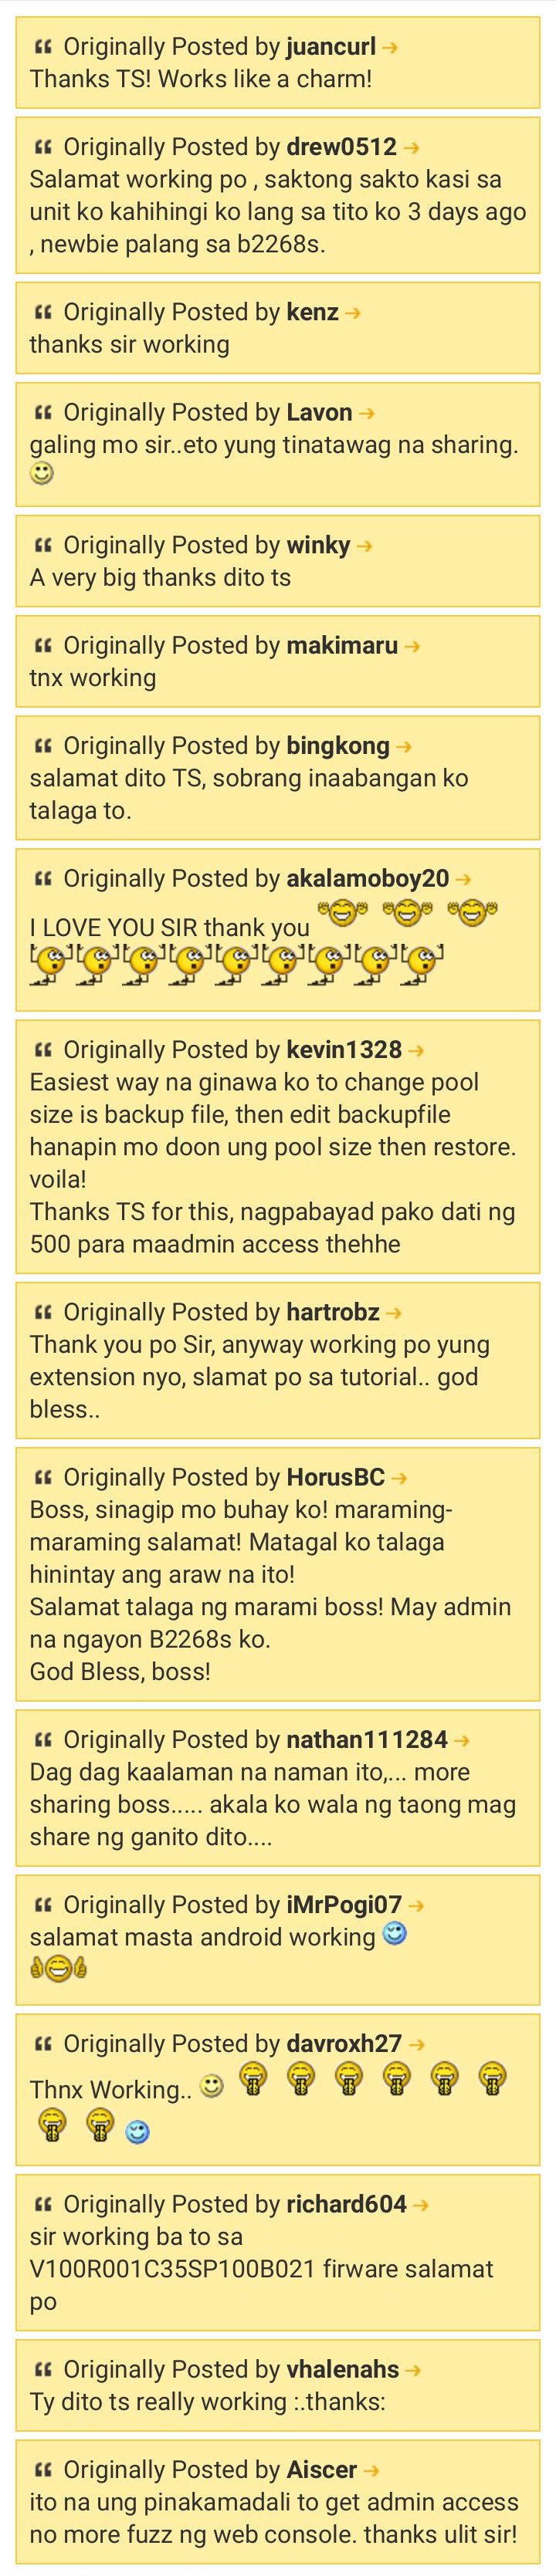 Originally Posted by juancurl
Thanks TS! Works like a charm!
Originally Posted by drew0512
Salamat working po , saktong sakto kasi sa
unit ko kahihingi ko lang sa tito ko 3 days ago
, newbie palang sa b2268s.
Originally Posted by kenz
thanks sir working
Originally Posted by Lavon
galing mo sir..eto yung tinatawag na sharing.
Originally Posted by winky
A very big thanks dito ts
Originally Posted by makimaru
tnx working
Originally Posted by bingkong
salamat dito TS, sobrang inaabangan ko
talaga to.
Originally Posted by akalamoboy20
I LOVE YOU SIR thank you
Originally Posted by kevin1328
Easiest way na ginawa ko to change pool
size is backup file, then edit backupfile
hanapin mo doon ung pool size then restore.
voila!
Thanks TS for this, nagpabayad pako dati ng
500 para maadmin access thehhe
Originally Posted by hartrobz
Thank you po Sir, anyway working po yung
extension nyo, slamat po sa tutorial.. god
bless..
Originally Posted by HorusBC
Boss, sinagip mo buhay ko! maraming-
maraming salamat! Matagal ko talaga
hinintay ang araw na ito!
Salamat talaga ng marami boss! May admin
na ngayon B2268s ko.
God Bless, boss!
Originally Posted by nathan111284
Dag dag kaalaman na naman ito,... more
sharing boss..... akala ko wala ng taong mag
share ng ganito dito....
Originally Posted by iMrPogi07
salamat masta android working
Originally Posted by davroxh27
Thnx Working..
Originally Posted by richard604
sir working ba to sa
V100R001C35SP100B021 firware salamat
po
Originally Posted by vhalenahs
Ty dito ts really working :.thanks:
Originally Posted by Aiscer
ito na ung pinakamadali to get admin access
no more fuzz ng web console. thanks ulit sir!